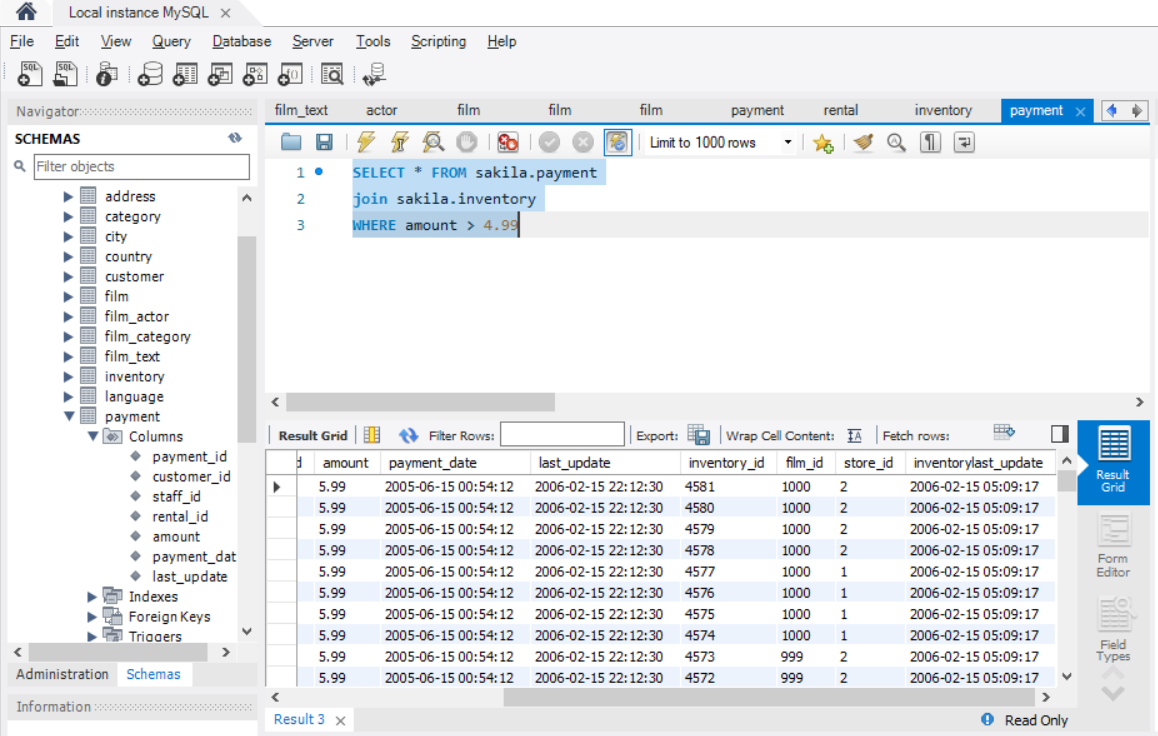 Local instance MySQL ×
File Edit View Query Database Server Tools Scripting Help
Navigator
film_text actor film film film payment rental inventory payment ×
SCHEMAS
Limit to 1000 rows
Filter objects
address
category
city
country
customer
film
film_actor
film_category
film_text
inventory
language
payment
Columns
payment_id
customer_id
staff_id
rental_id
amount
payment_dat
last_update
Indexes
Foreign Keys
Triggers
Administration Schemas
Information
1 SELECT * FROM sakila.payment
2 join sakila.inventory
3 WHERE amount > 4.99
Result Grid Filter Rows: Export: Wrap Cell Content: Fetch rows:
amount payment_date last_update inventory_id film_id store_id inventorylast_update
5.99 2005-06-15 00:54:12 2006-02-15 22:12:30 4581 1000 2 2006-02-15 05:09:17
5.99 2005-06-15 00:54:12 2006-02-15 22:12:30 4580 1000 2 2006-02-15 05:09:17
5.99 2005-06-15 00:54:12 2006-02-15 22:12:30 4579 1000 2 2006-02-15 05:09:17
5.99 2005-06-15 00:54:12 2006-02-15 22:12:30 4578 1000 2 2006-02-15 05:09:17
5.99 2005-06-15 00:54:12 2006-02-15 22:12:30 4577 1000 1 2006-02-15 05:09:17
5.99 2005-06-15 00:54:12 2006-02-15 22:12:30 4576 1000 1 2006-02-15 05:09:17
5.99 2005-06-15 00:54:12 2006-02-15 22:12:30 4575 1000 1 2006-02-15 05:09:17
5.99 2005-06-15 00:54:12 2006-02-15 22:12:30 4574 1000 1 2006-02-15 05:09:17
5.99 2005-06-15 00:54:12 2006-02-15 22:12:30 4573 999 2 2006-02-15 05:09:17
5.99 2005-06-15 00:54:12 2006-02-15 22:12:30 4572 999 2 2006-02-15 05:09:17
Result
Grid
Form
Editor
Field
Types
Result 3 ×
Read Only